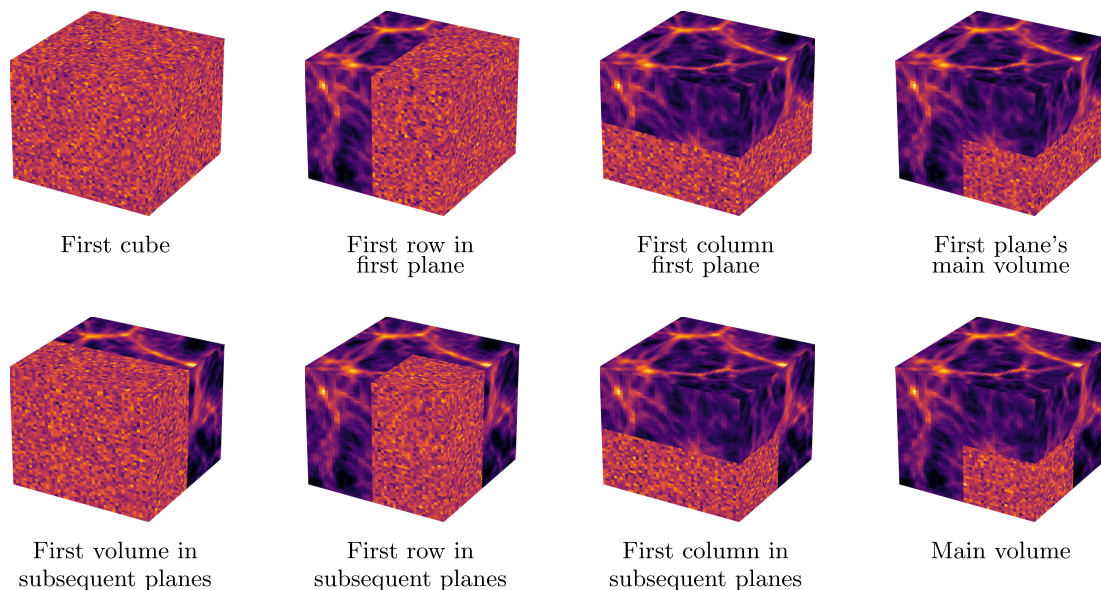 First cube
First row in
first plane
First column
first plane
First plane's
main volume
First volume in
subsequent planes
First row in
subsequent planes
First column in
subsequent planes
Main volume